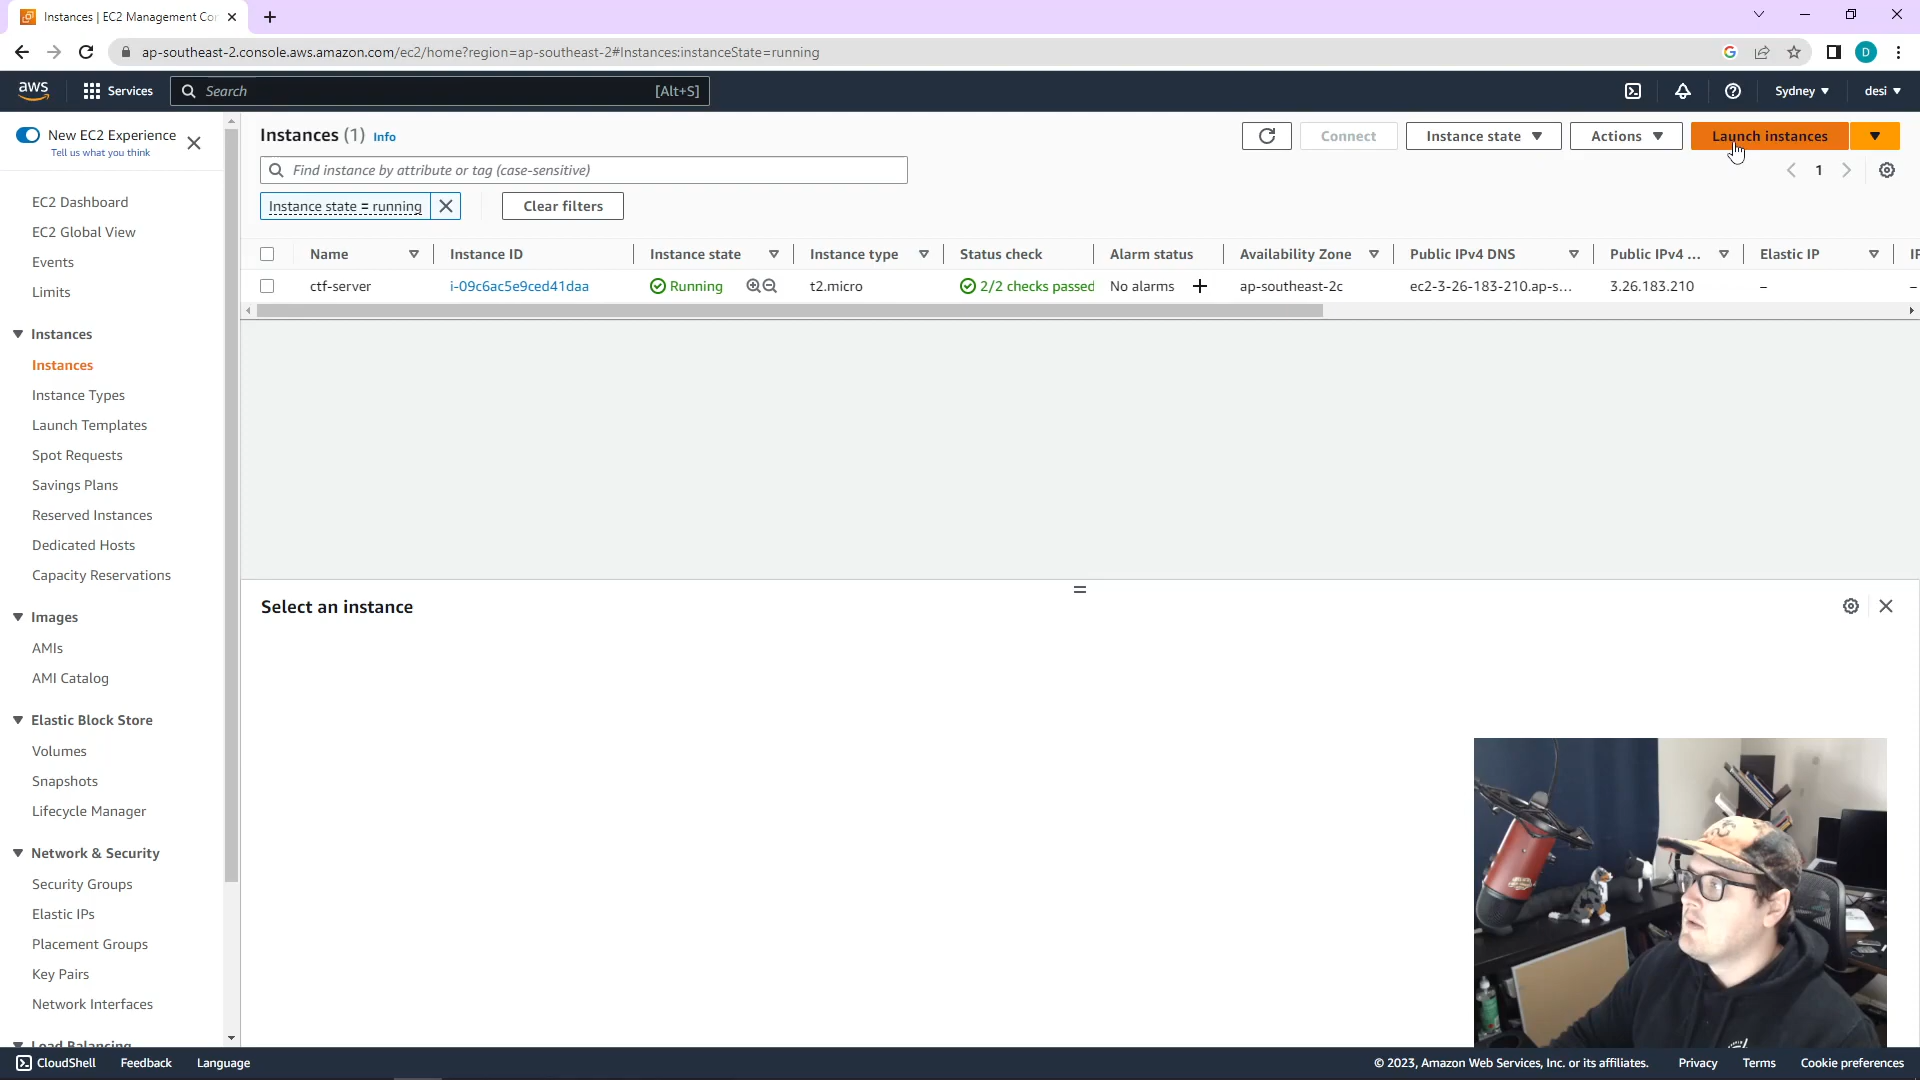 Instances | EC2 Management Cor
ap-southeast-2.console.aws.amazon.com/ec2/home?region=ap-southeast-2#Instances:instanceState=running
D
aws
Services
Search
[Alt+S]
Sydney
desi
New EC2 Experience
Tell us what you think
EC2 Dashboard
EC2 Global View
Events
Limits
Instances
Instances
Instance Types
Launch Templates
Spot Requests
Savings Plans
Reserved Instances
Dedicated Hosts
Capacity Reservations
Images
AMIs
AMI Catalog
Elastic Block Store
Volumes
Snapshots
Lifecycle Manager
Network & Security
Security Groups
Elastic IPs
Placement Groups
Key Pairs
Network Interfaces
Load Balancing
Instances (1) Info
Connect
Instance state
Actions
Launch instances
Find instance by attribute or tag (case-sensitive)
1
Instance state = running
Clear filters
Name Instance ID Instance state Instance type Status check Alarm status Availability Zone Public IPv4 DNS Public IPv4 ... Elastic IP IP
ctf-server i-09c6ac5e9ced41daa Running t2.micro 2/2 checks passed No alarms + ap-southeast-2c ec2-3-26-183-210.ap-s... 3.26.183.210 – –
Select an instance
CloudShell Feedback Language
© 2023, Amazon Web Services, Inc. or its affiliates. Privacy Terms Cookie preferences